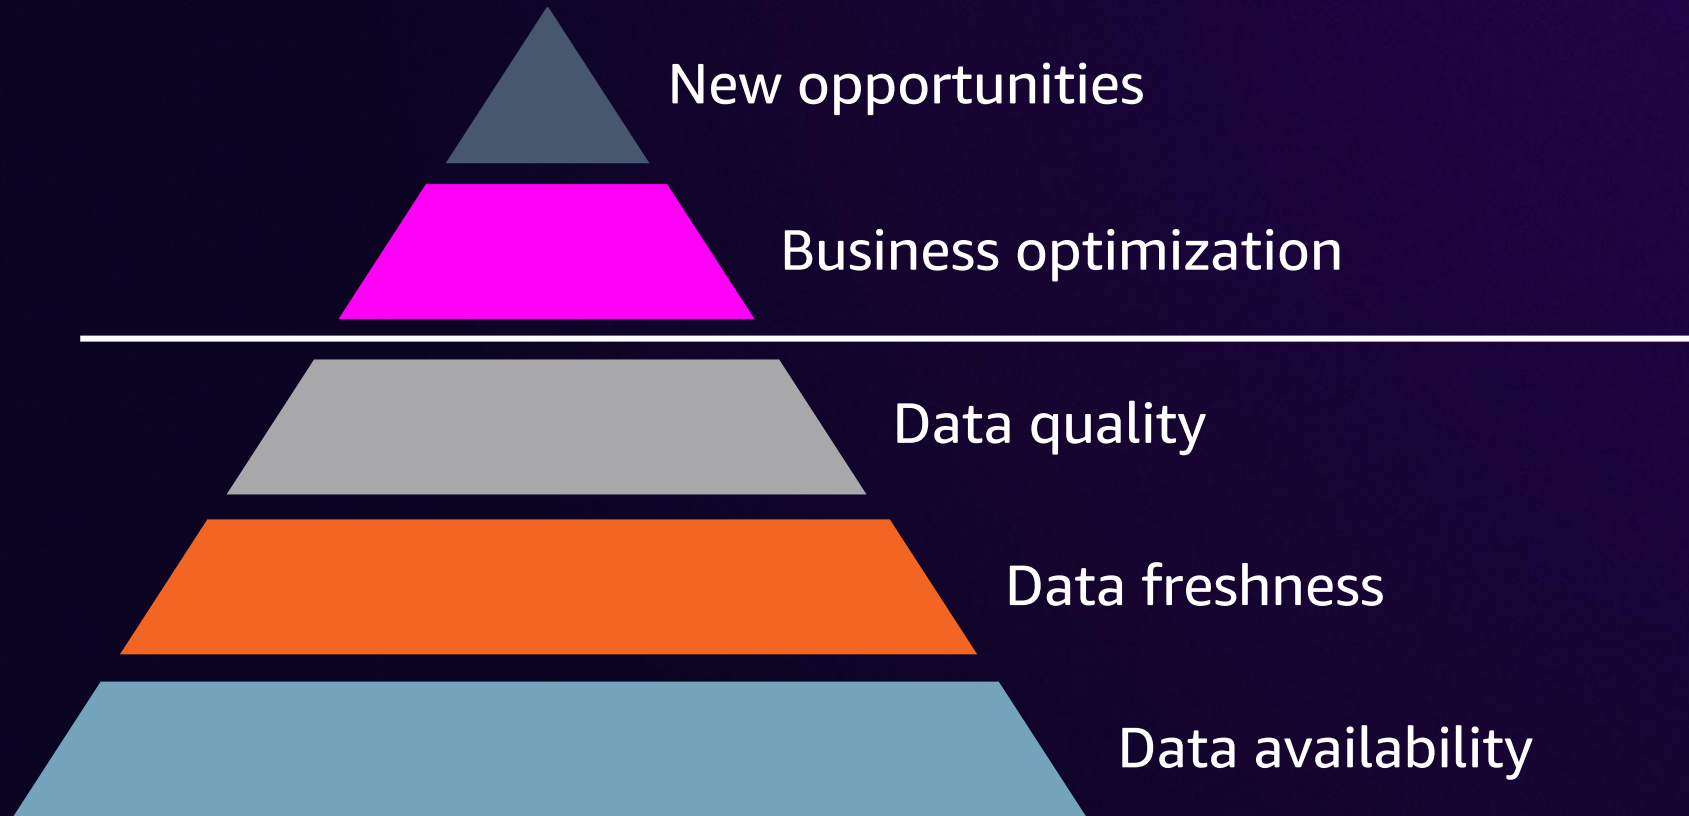 New opportunities
Business optimization
Data quality
Data freshness
Data availability